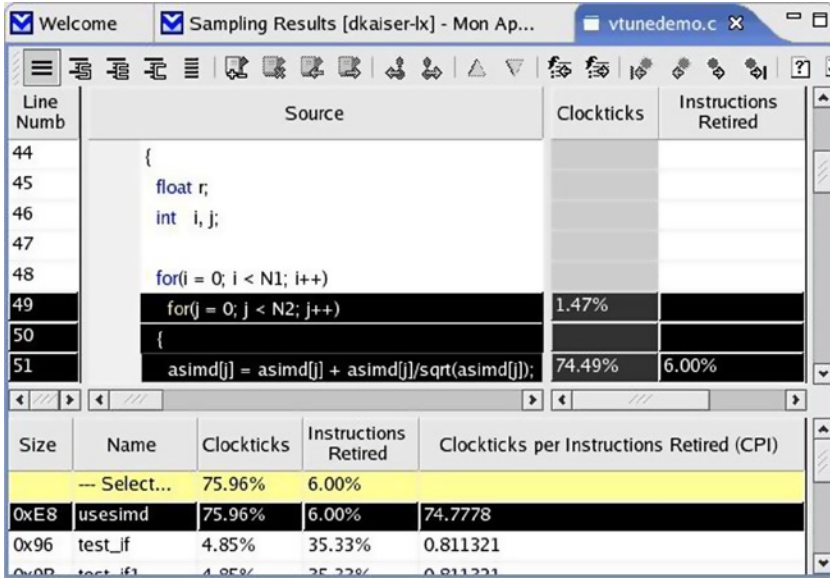 Welcome
Sampling Results [dkaiser-lx] - Mon Ap...
vtunedemo.c
Line Numb
Source
Clockticks
Instructions Retired
44 {
45 float r;
46 int i, j;
47
48 for(i = 0; i < N1; i++)
49 for(j = 0; j < N2; j++) 1.47%
50 {
51 asimd[j] = asimd[j] + asimd[j]/sqrt(asimd[j]); 74.49% 6.00%
Size Name Clockticks Instructions Retired Clockticks per Instructions Retired (CPI)
--- Select... 75.96% 6.00%
0xE8 usesimd 75.96% 6.00% 74.7778
0x96 test_if 4.85% 35.33% 0.811321